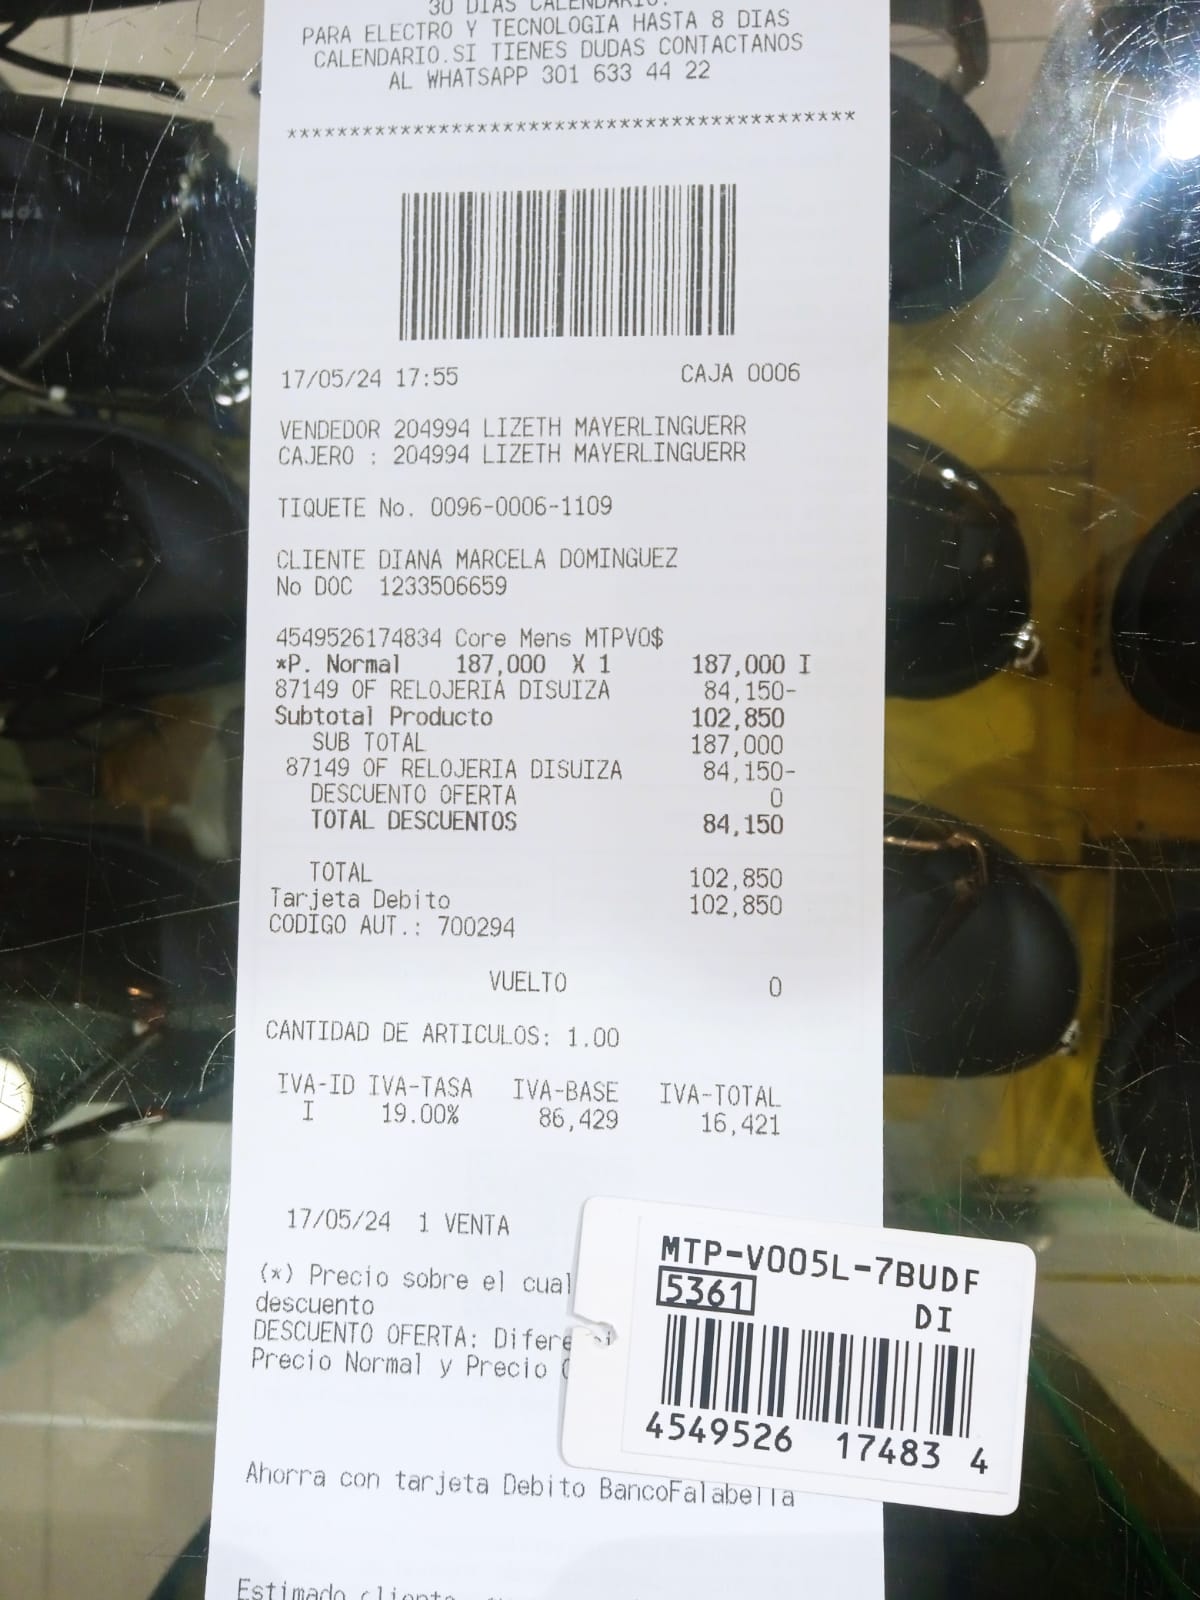 30 DIAS CALENDARIO.
PARA ELECTRO Y TECNOLOGIA HASTA 8 DIAS
CALENDARIO.SI TIENES DUDAS CONTACTANOS
AL WHATSAPP 301 633 44 22
*********************************************
17/05/24 17:55 CAJA 0006
VENDEDOR 204994 LIZETH MAYERLINGUERR
CAJERO : 204994 LIZETH MAYERLINGUERR
TIQUETE No. 0096-0006-1109
CLIENTE DIANA MARCELA DOMINGUEZ
No DOC 1233506659
4549526174834 Core Mens MTPVO$
*P. Normal 187,000 X 1 187,000 I
87149 OF RELOJERIA DISUIZA 84,150-
Subtotal Producto 102,850
SUB TOTAL 187,000
87149 OF RELOJERIA DISUIZA 84,150-
DESCUENTO OFERTA 0
TOTAL DESCUENTOS 84,150
TOTAL 102,850
Tarjeta Debito 102,850
CODIGO AUT.: 700294
VUELTO 0
CANTIDAD DE ARTICULOS: 1.00
IVA-ID IVA-TASA IVA-BASE IVA-TOTAL
I 19.00% 86,429 16,421
17/05/24 1 VENTA
(*) Precio sobre el cual
descuento
DESCUENTO OFERTA:
Precio Normal y Precio
MTP-V005L-7BUDF
5361 DI
4549526 17483 4
Ahorra con tarjeta Debito BancoFalabella
Estimado cliente